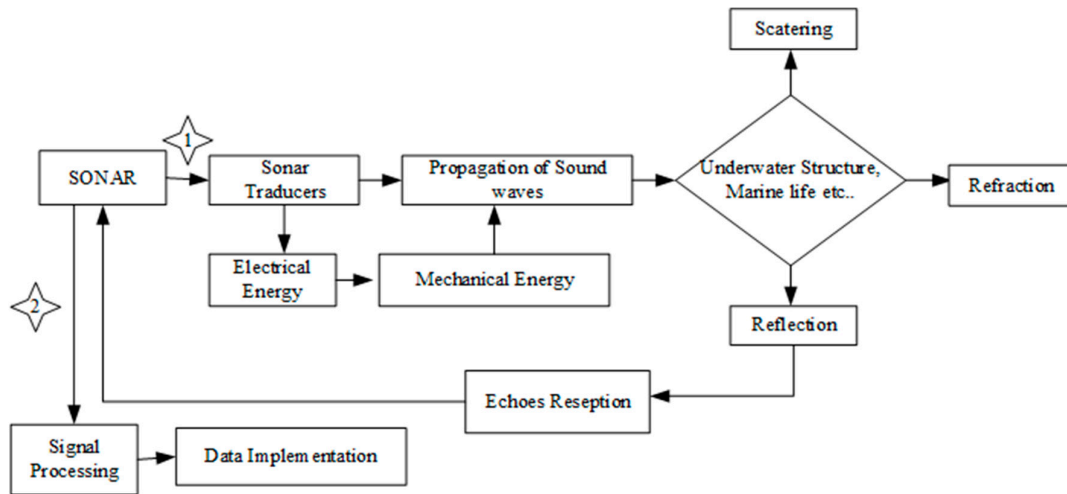 Scatering
1
SONAR
Sonar
Traducers
Propagation of Sound
waves
Underwater Structure,
Marine life etc..
Refraction
Electrical
Energy
Mechanical Energy
2
Reflection
Echoes Reseption
Signal
Processing
Data Implementation